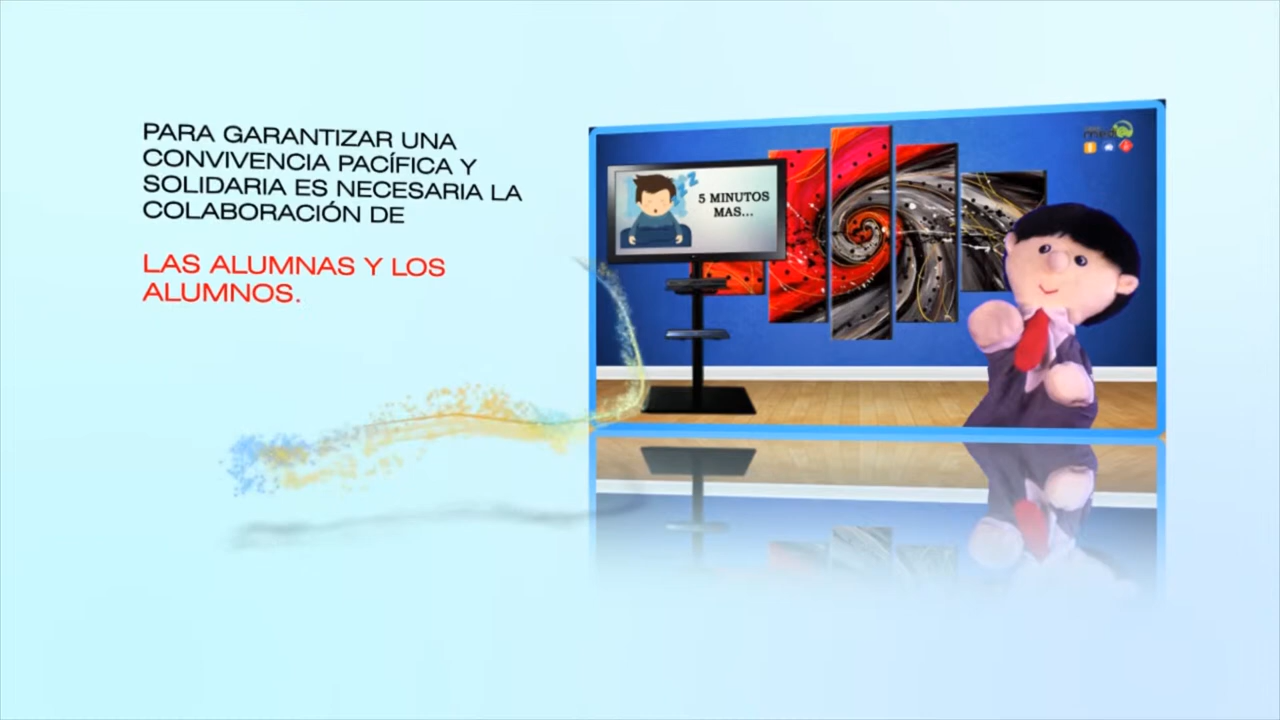 PARA GARANTIZAR UNA
CONVIVENCIA PACÍFICA Y
SOLIDARIA ES NECESARIA LA
COLABORACIÓN DE
LAS ALUMNAS Y LOS
ALUMNOS.
5 MINUTOS
MAS...